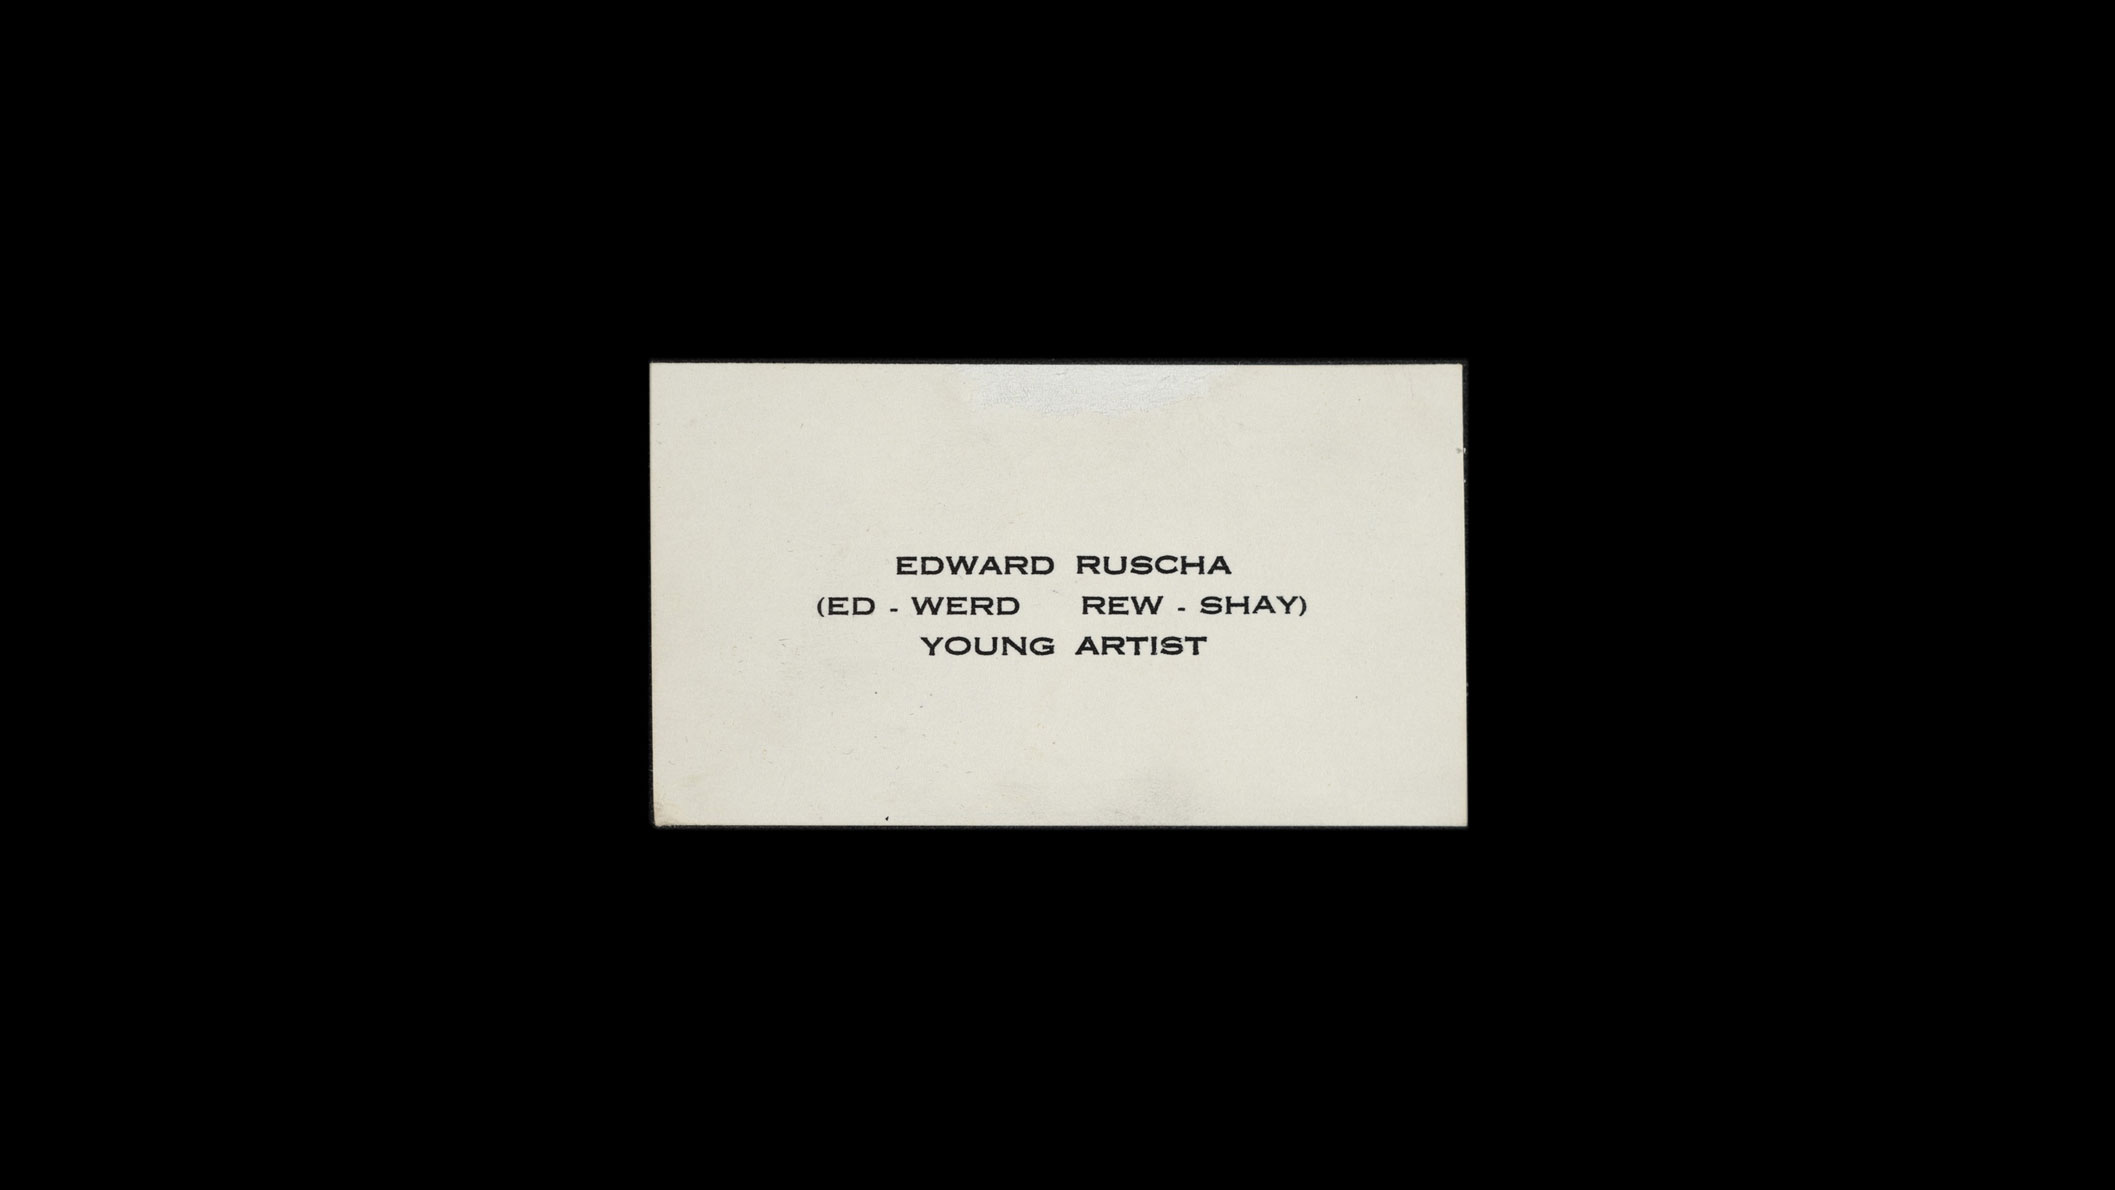 EDWARD RUSCHA
(ED - WERD REW - SHAY)
YOUNG ARTIST